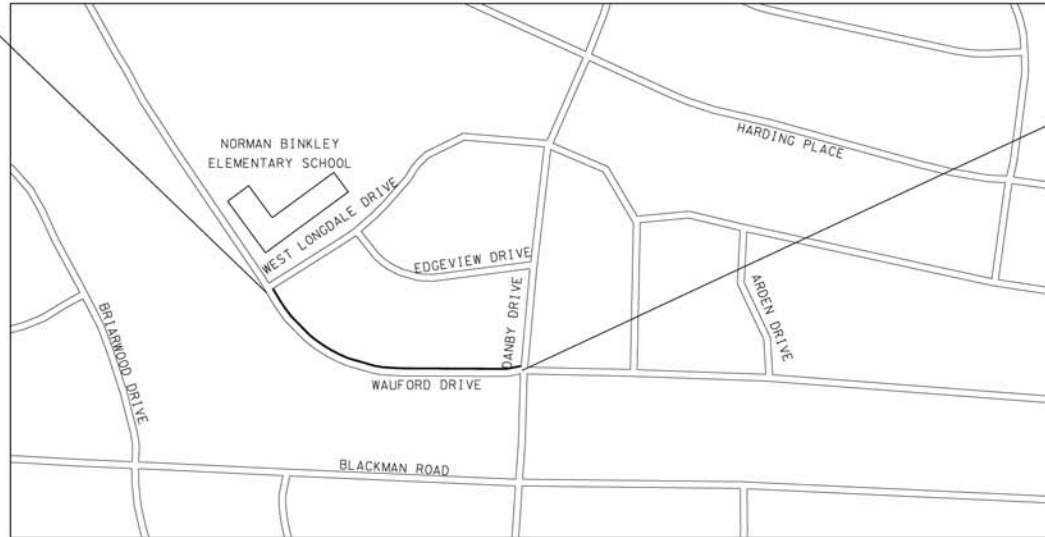 NORMAN BINKLEY
ELEMENTARY SCHOOL
HARDING PLACE
WEST LONGDALE DRIVE
EDGEVIEW DRIVE
DANBY DRIVE
ARDEN DRIVE
BRIARWOOD DRIVE
WAUFORD DRIVE
BLACKMAN ROAD